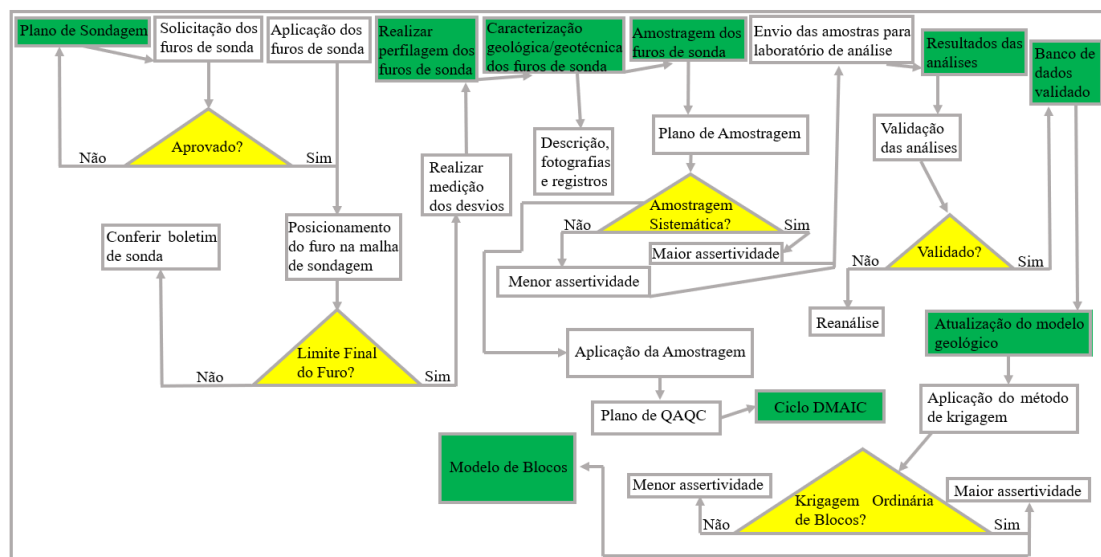 Plano de Sondagem
Solicitação dos
furos de sonda
Aplicação dos
furos de sonda
Realizar
perfilagem dos
furos de sonda
Caracterização
geológica/geotécnica
dos furos de sonda
Amostragem dos
furos de sonda
Envio das amostras para
laboratório de análise
Resultados das
análises
Banco de
dados
validado
Aprovado?
Não
Sim
Realizar
medição
dos desvios
Descrição,
fotografias
e registros
Plano de Amostragem
Validação
das análises
Amostragem
Sistemática?
Não
Sim
Maior assertividade
Menor assertividade
Validado?
Não
Sim
Reanálise
Conferir boletim
de sonda
Posicionamento
do furo na malha
de sondagem
Limite Final
do Furo?
Não
Sim
Aplicação da Amostragem
Plano de QAQC
Ciclo DMAIC
Atualização do modelo
geológico
Aplicação do método
de krigagem
Modelo de Blocos
Menor assertividade
Krigagem Ordinária
de Blocos?
Não
Sim
Maior assertividade